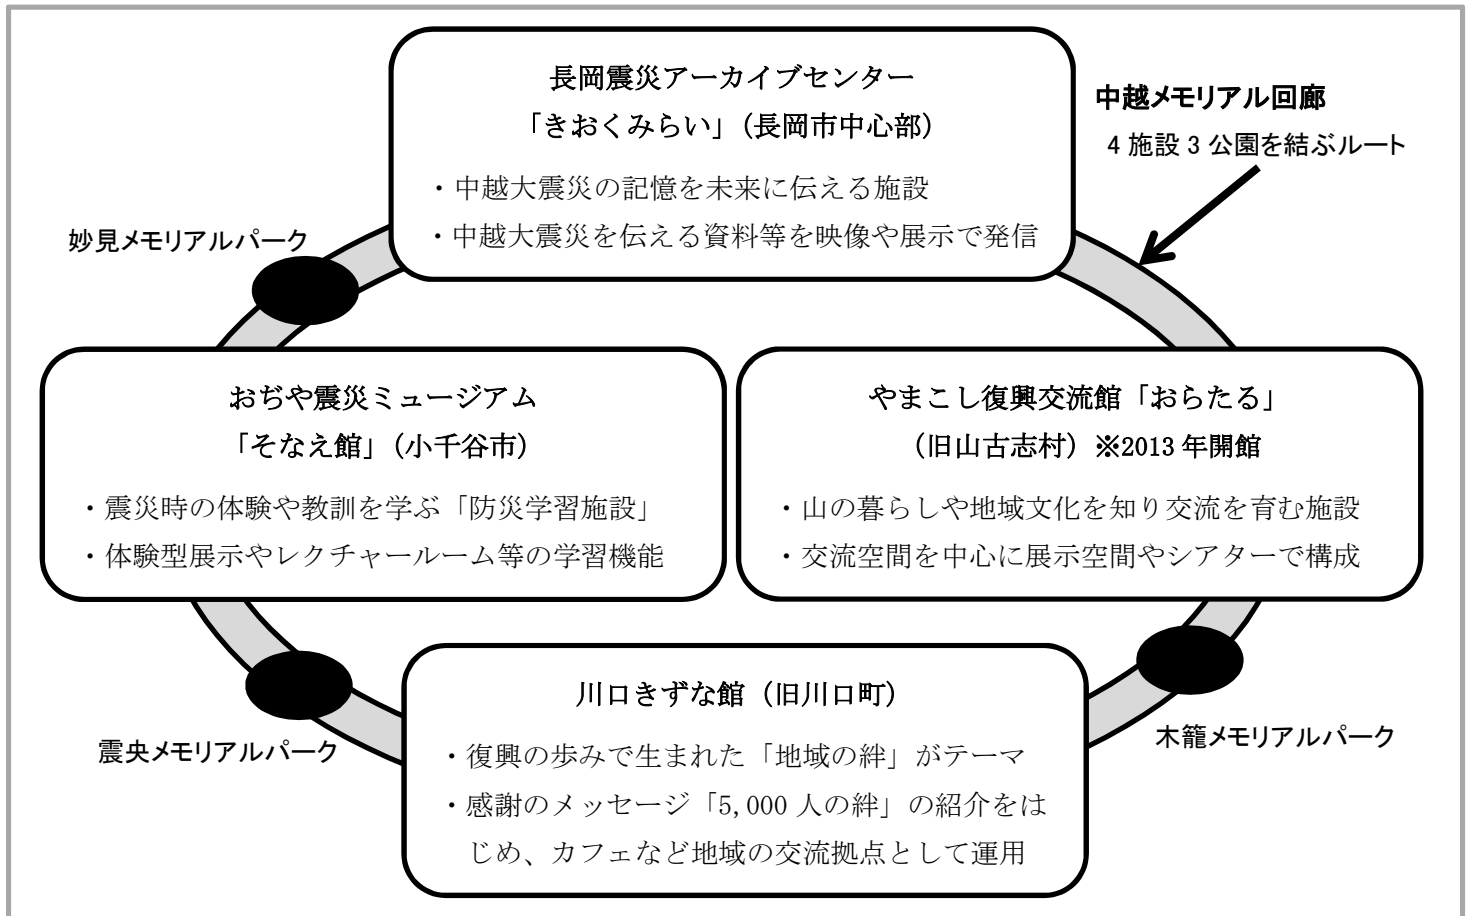 長岡震災アーカイブセンター
「きおくみらい」（長岡市中心部）
・中越大震災の記憶を未来に伝える施設
・中越大震災を伝える資料等を映像や展示で発信
中越メモリアル回廊
4 施設 3 公園を結ぶルート
妙見メモリアルパーク
おぢや震災ミュージアム
「そなえ館」（小千谷市）
・震災時の体験や教訓を学ぶ「防災学習施設」
・体験型展示やレクチャールーム等の学習機能
やまこし復興交流館「おらたる」
（旧山古志村）※2013 年開館
・山の暮らしや地域文化を知り交流を育む施設
・交流空間を中心に展示空間やシアターで構成
川口きずな館（旧川口町）
・復興の歩みで生まれた「地域の絆」がテーマ
・感謝のメッセージ「5,000 人の絆」の紹介をは
じめ、カフェなど地域の交流拠点として運用
震央メモリアルパーク
木籠メモリアルパーク